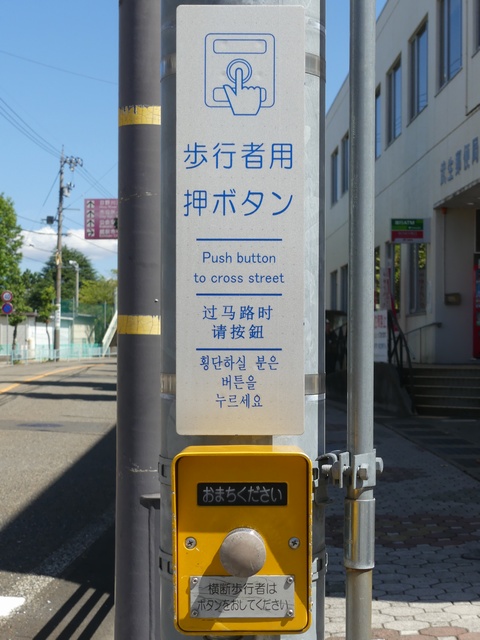 歩行者用
押ボタン
Push button
to cross street
过马路时
请按鈕
횡단하실 분은
버튼을
누르세요
おまちください
横断歩行者は
ボタンをおしてください